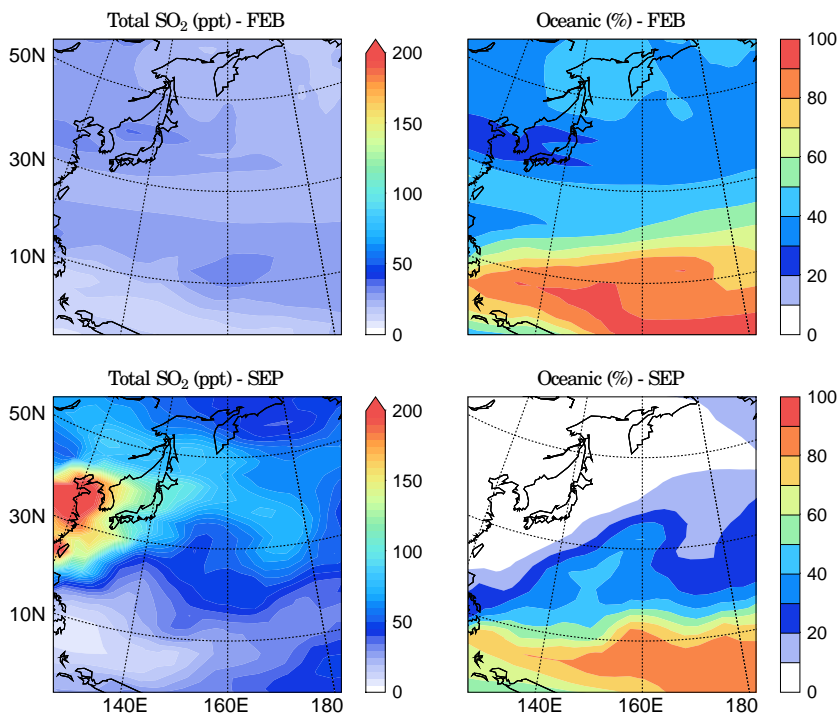 Total SO₂ (ppt) - FEB
Oceanic (%) - FEB
50N
30N
10N
200
150
100
50
0
100
80
60
40
20
0
Total SO₂ (ppt) - SEP
Oceanic (%) - SEP
50N
30N
10N
200
150
100
50
0
100
80
60
40
20
0
140E 160E 180
140E 160E 180